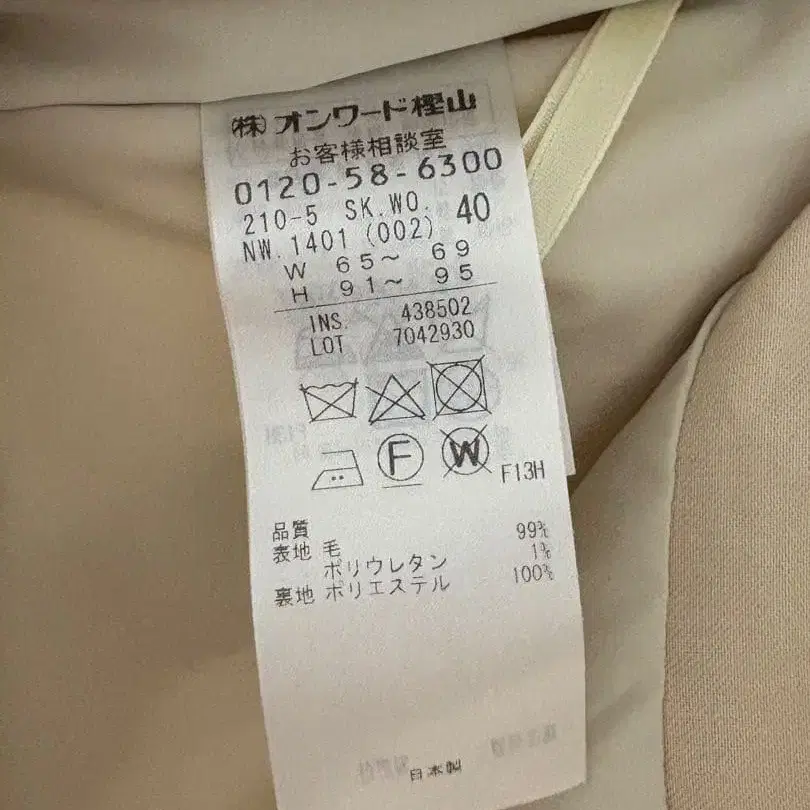 ㈱オンワード樫山
お客様相談室
0120-58-6300
210-5 SK.WO. 40
NW.1401(002)
W 65〜 69
H 91〜 95
INS. 438502
LOT 7042930
F
W
F13H
品質
表地 毛 99%
ポリウレタン 1%
裏地 ポリエステル 100%
日本製